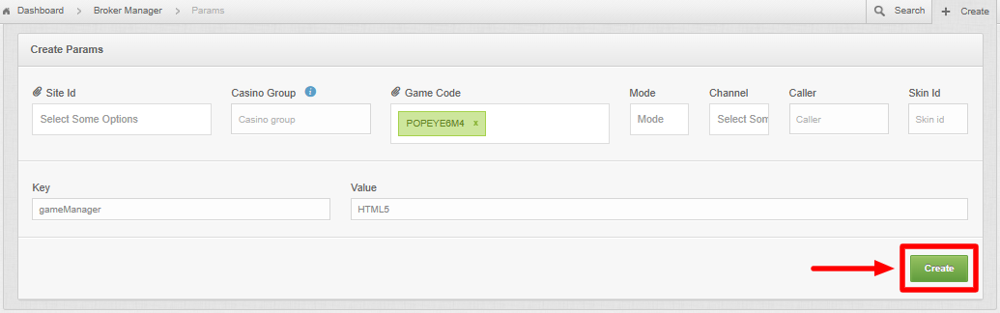 Dashboard > Broker Manager > Params
Search
+ Create
Create Params
Site Id
Casino Group
Game Code
Mode
Channel
Caller
Skin Id
Select Some Options
Casino group
POPEYE6M4 x
Mode
Select Som
Caller
Skin id
Key
Value
gameManager
HTML5
Create